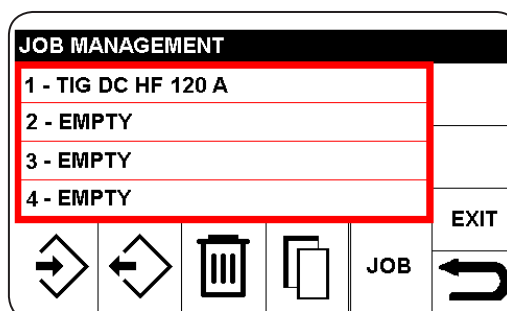 JOB MANAGEMENT
1 - TIG DC HF 120 A
2 - EMPTY
3 - EMPTY
4 - EMPTY
EXIT
JOB